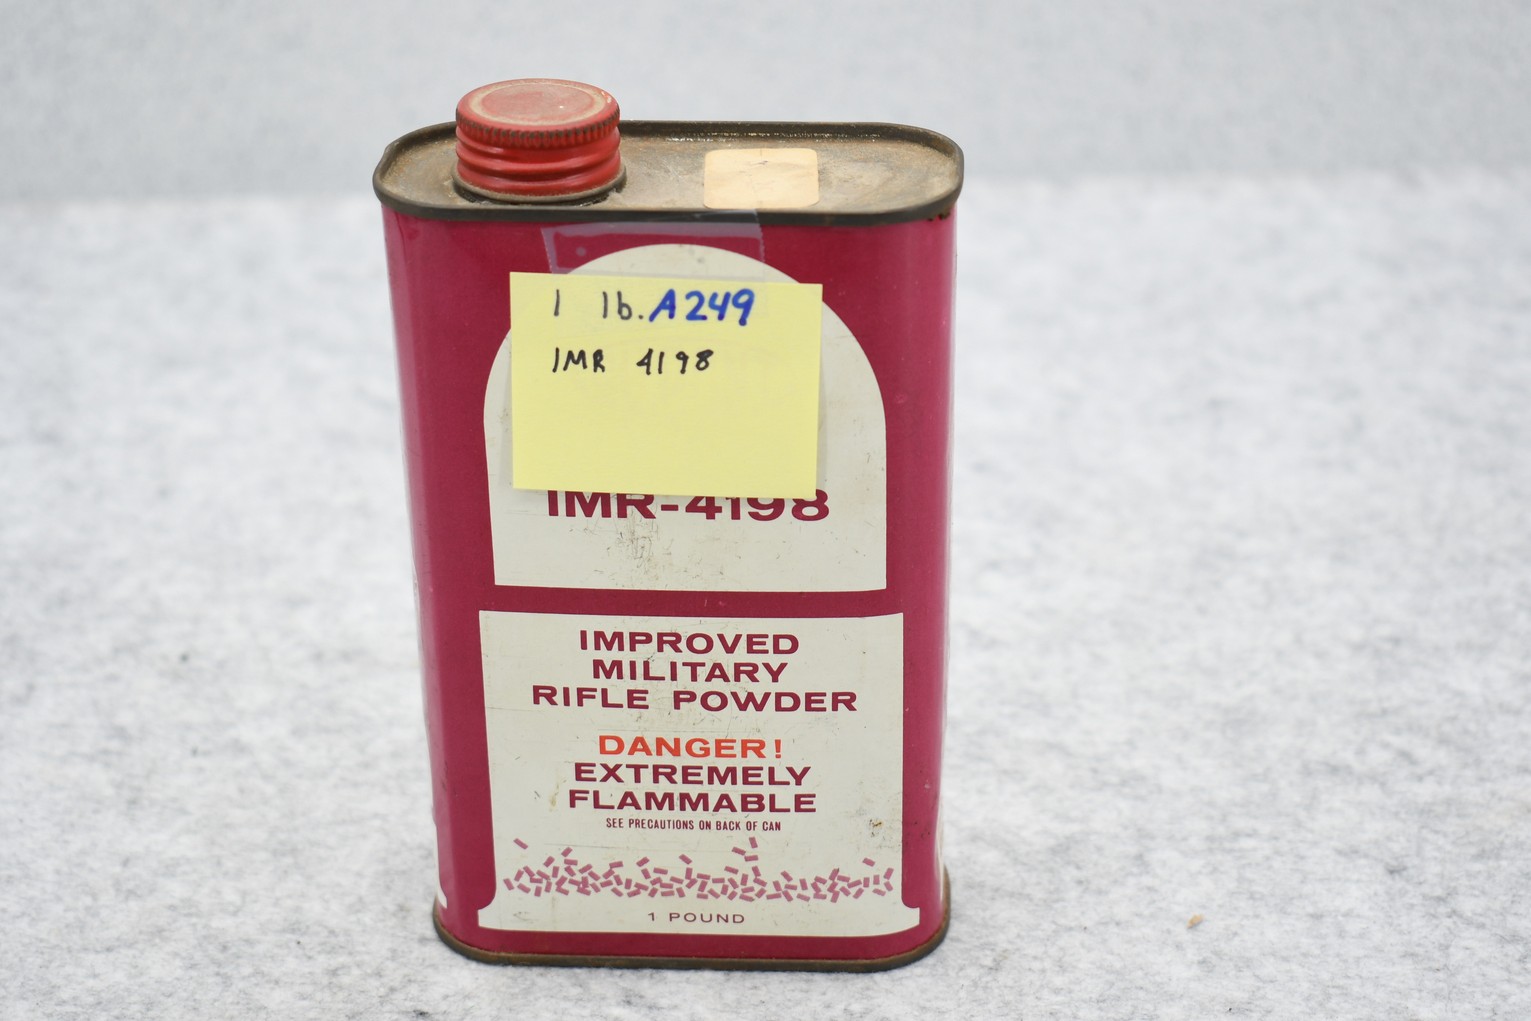 1 lb. A249
IMR 4198
IMR-4198
IMPROVED
MILITARY
RIFLE POWDER
DANGER!
EXTREMELY
FLAMMABLE
SEE PRECAUTIONS ON BACK OF CAN
1 POUND